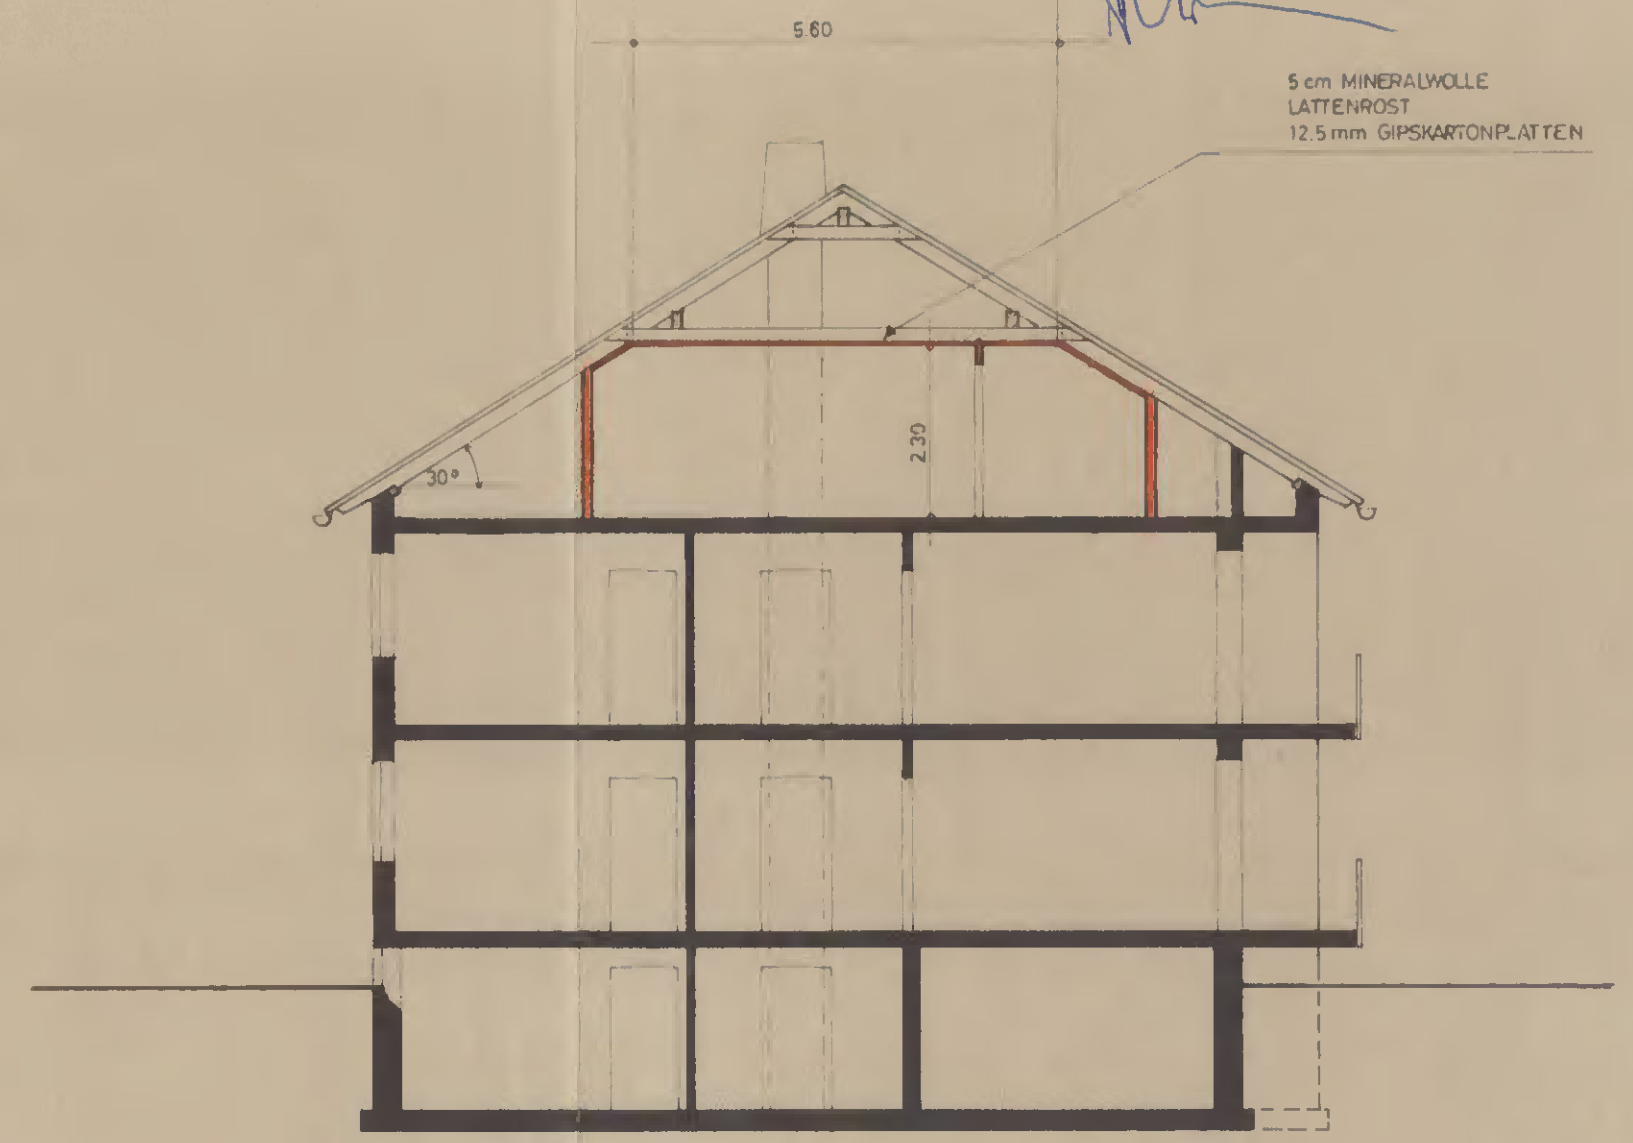 5.60
5 cm MINERALWOLLE
LATTENROST
12.5 mm GIPSKARTONPLATTEN
2.30
30°